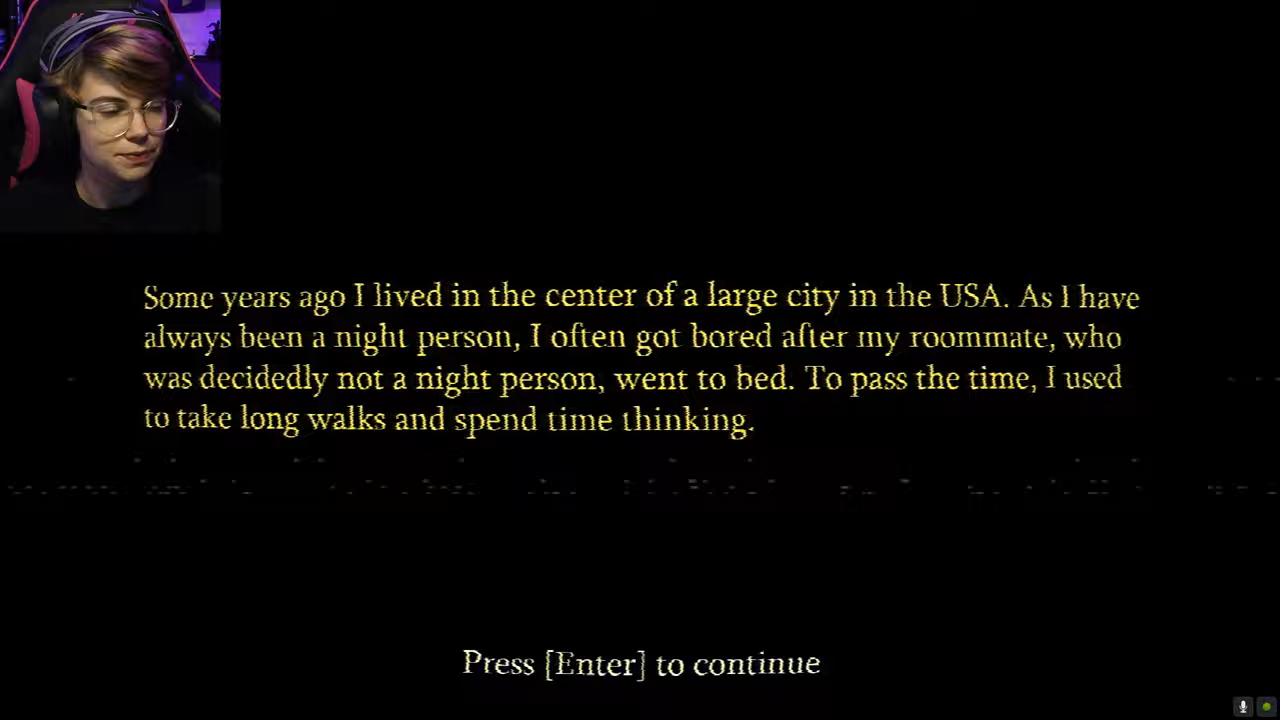 Some years ago I lived in the center of a large city in the USA. As I have
always been a night person, I often got bored after my roommate, who
was decidedly not a night person, went to bed. To pass the time, I used
to take long walks and spend time thinking.
Press [Enter] to continue